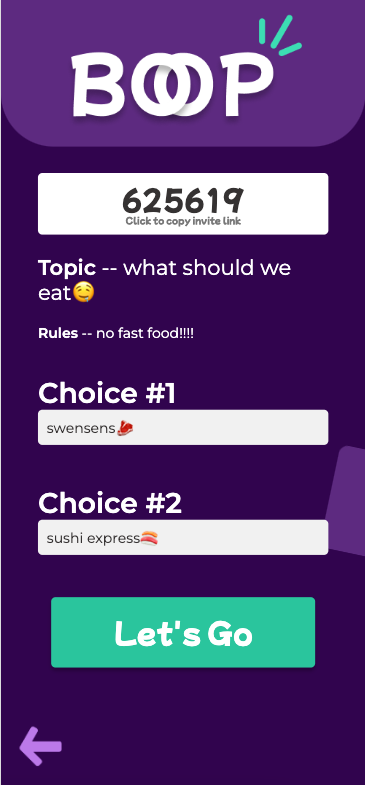 BOOP
625619
Click to copy invite link
Topic -- what should we
eat🤤
Rules -- no fast food!!!!
Choice #1
swensens🥩
Choice #2
sushi express🍣
Let's Go